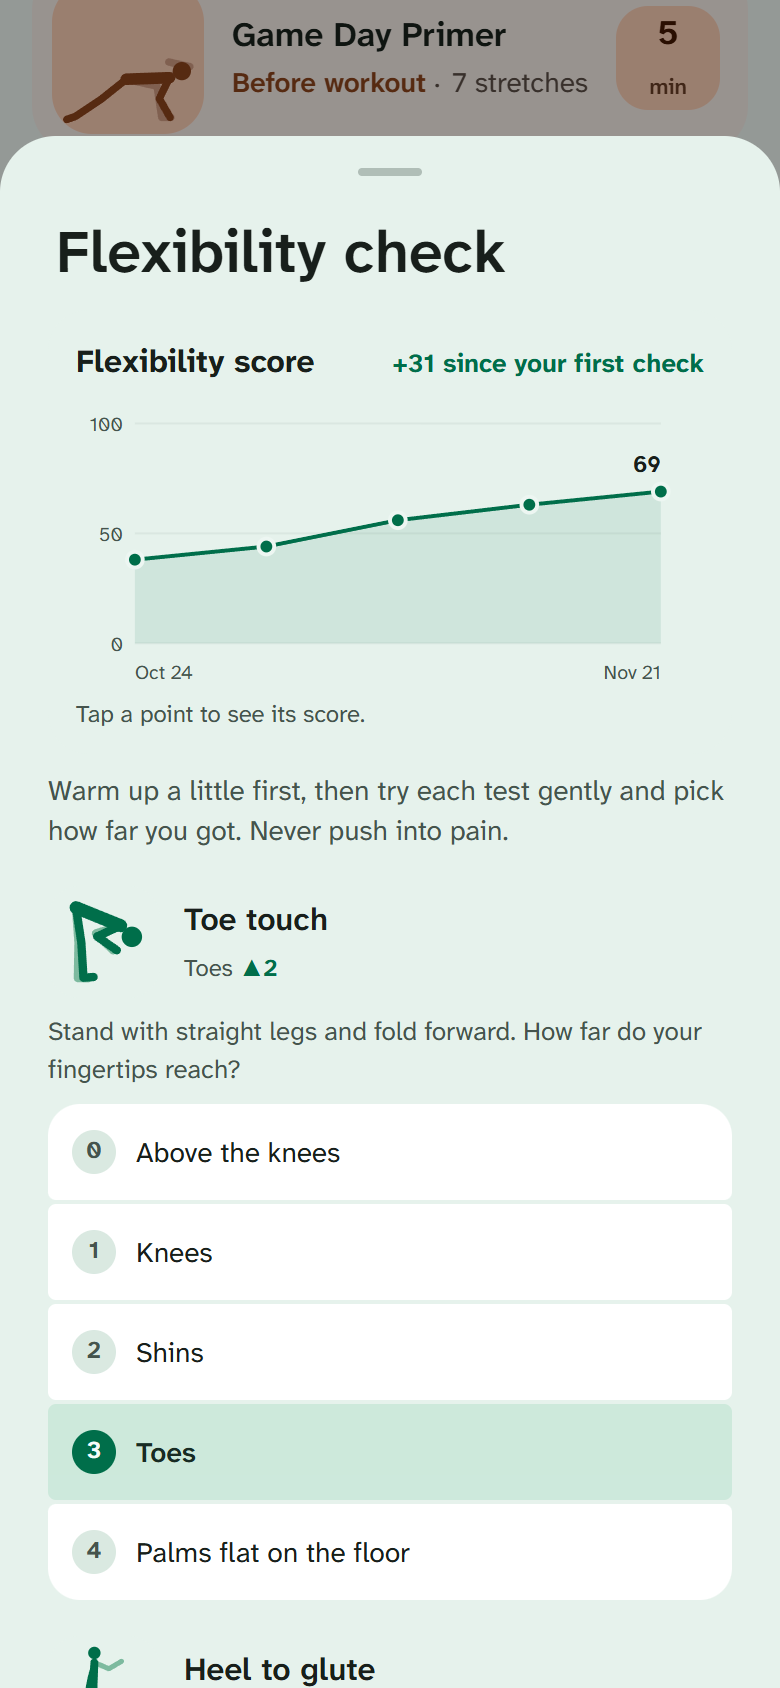 Game Day Primer
Before workout · 7 stretches
5
min
Flexibility check
Flexibility score
+31 since your first check
100
69
50
0
Oct 24
Nov 21
Tap a point to see its score.
Warm up a little first, then try each test gently and pick
how far you got. Never push into pain.
Toe touch
Toes ▲2
Stand with straight legs and fold forward. How far do your
fingertips reach?
0 Above the knees
1 Knees
2 Shins
3 Toes
4 Palms flat on the floor
Heel to glute